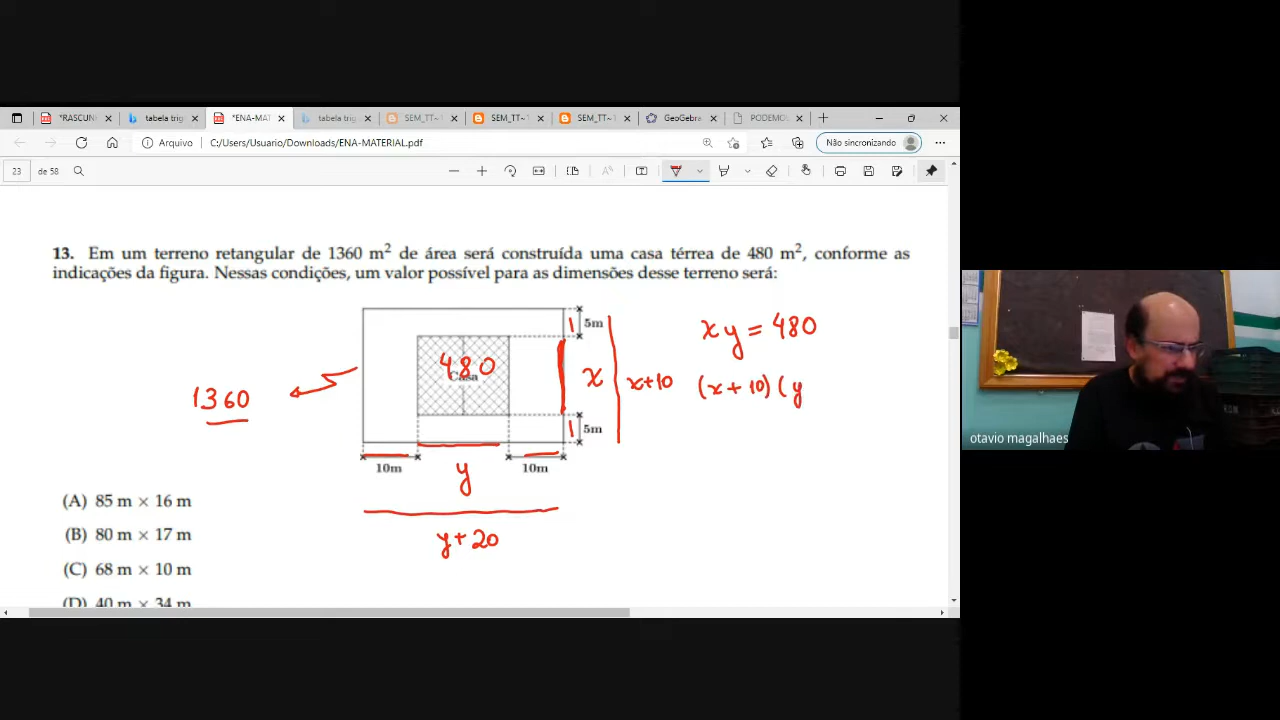 *RASCUN
tabela trig
*ENA-MAT
tabela trig
SEM_TT~1
SEM_TT~1
SEM_TT~1
GeoGebra
PODEMOS
Arquivo
C:/Users/Usuario/Downloads/ENA-MATERIAL.pdf
Não sincronizando
23 de 58
13. Em um terreno retangular de 1360 m² de área será construída uma casa térrea de 480 m², conforme as
indicações da figura. Nessas condições, um valor possível para as dimensões desse terreno será:
5m
xy = 480
480
Casa
x
x+10
(x + 10) ( y
1360
5m
10m
y
10m
y + 20
(A) 85 m × 16 m
(B) 80 m × 17 m
(C) 68 m × 10 m
(D) 40 m × 34 m
otavio magalhaes